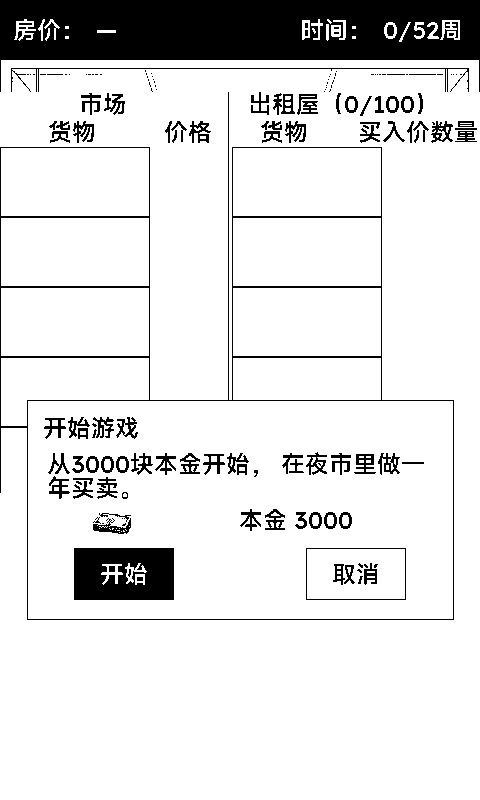 房价： — 时间： 0/52周
市场 出租屋（0/100）
货物 价格 货物 买入价数量
开始游戏
从3000块本金开始， 在夜市里做一
年买卖。
本金 3000
开始 取消